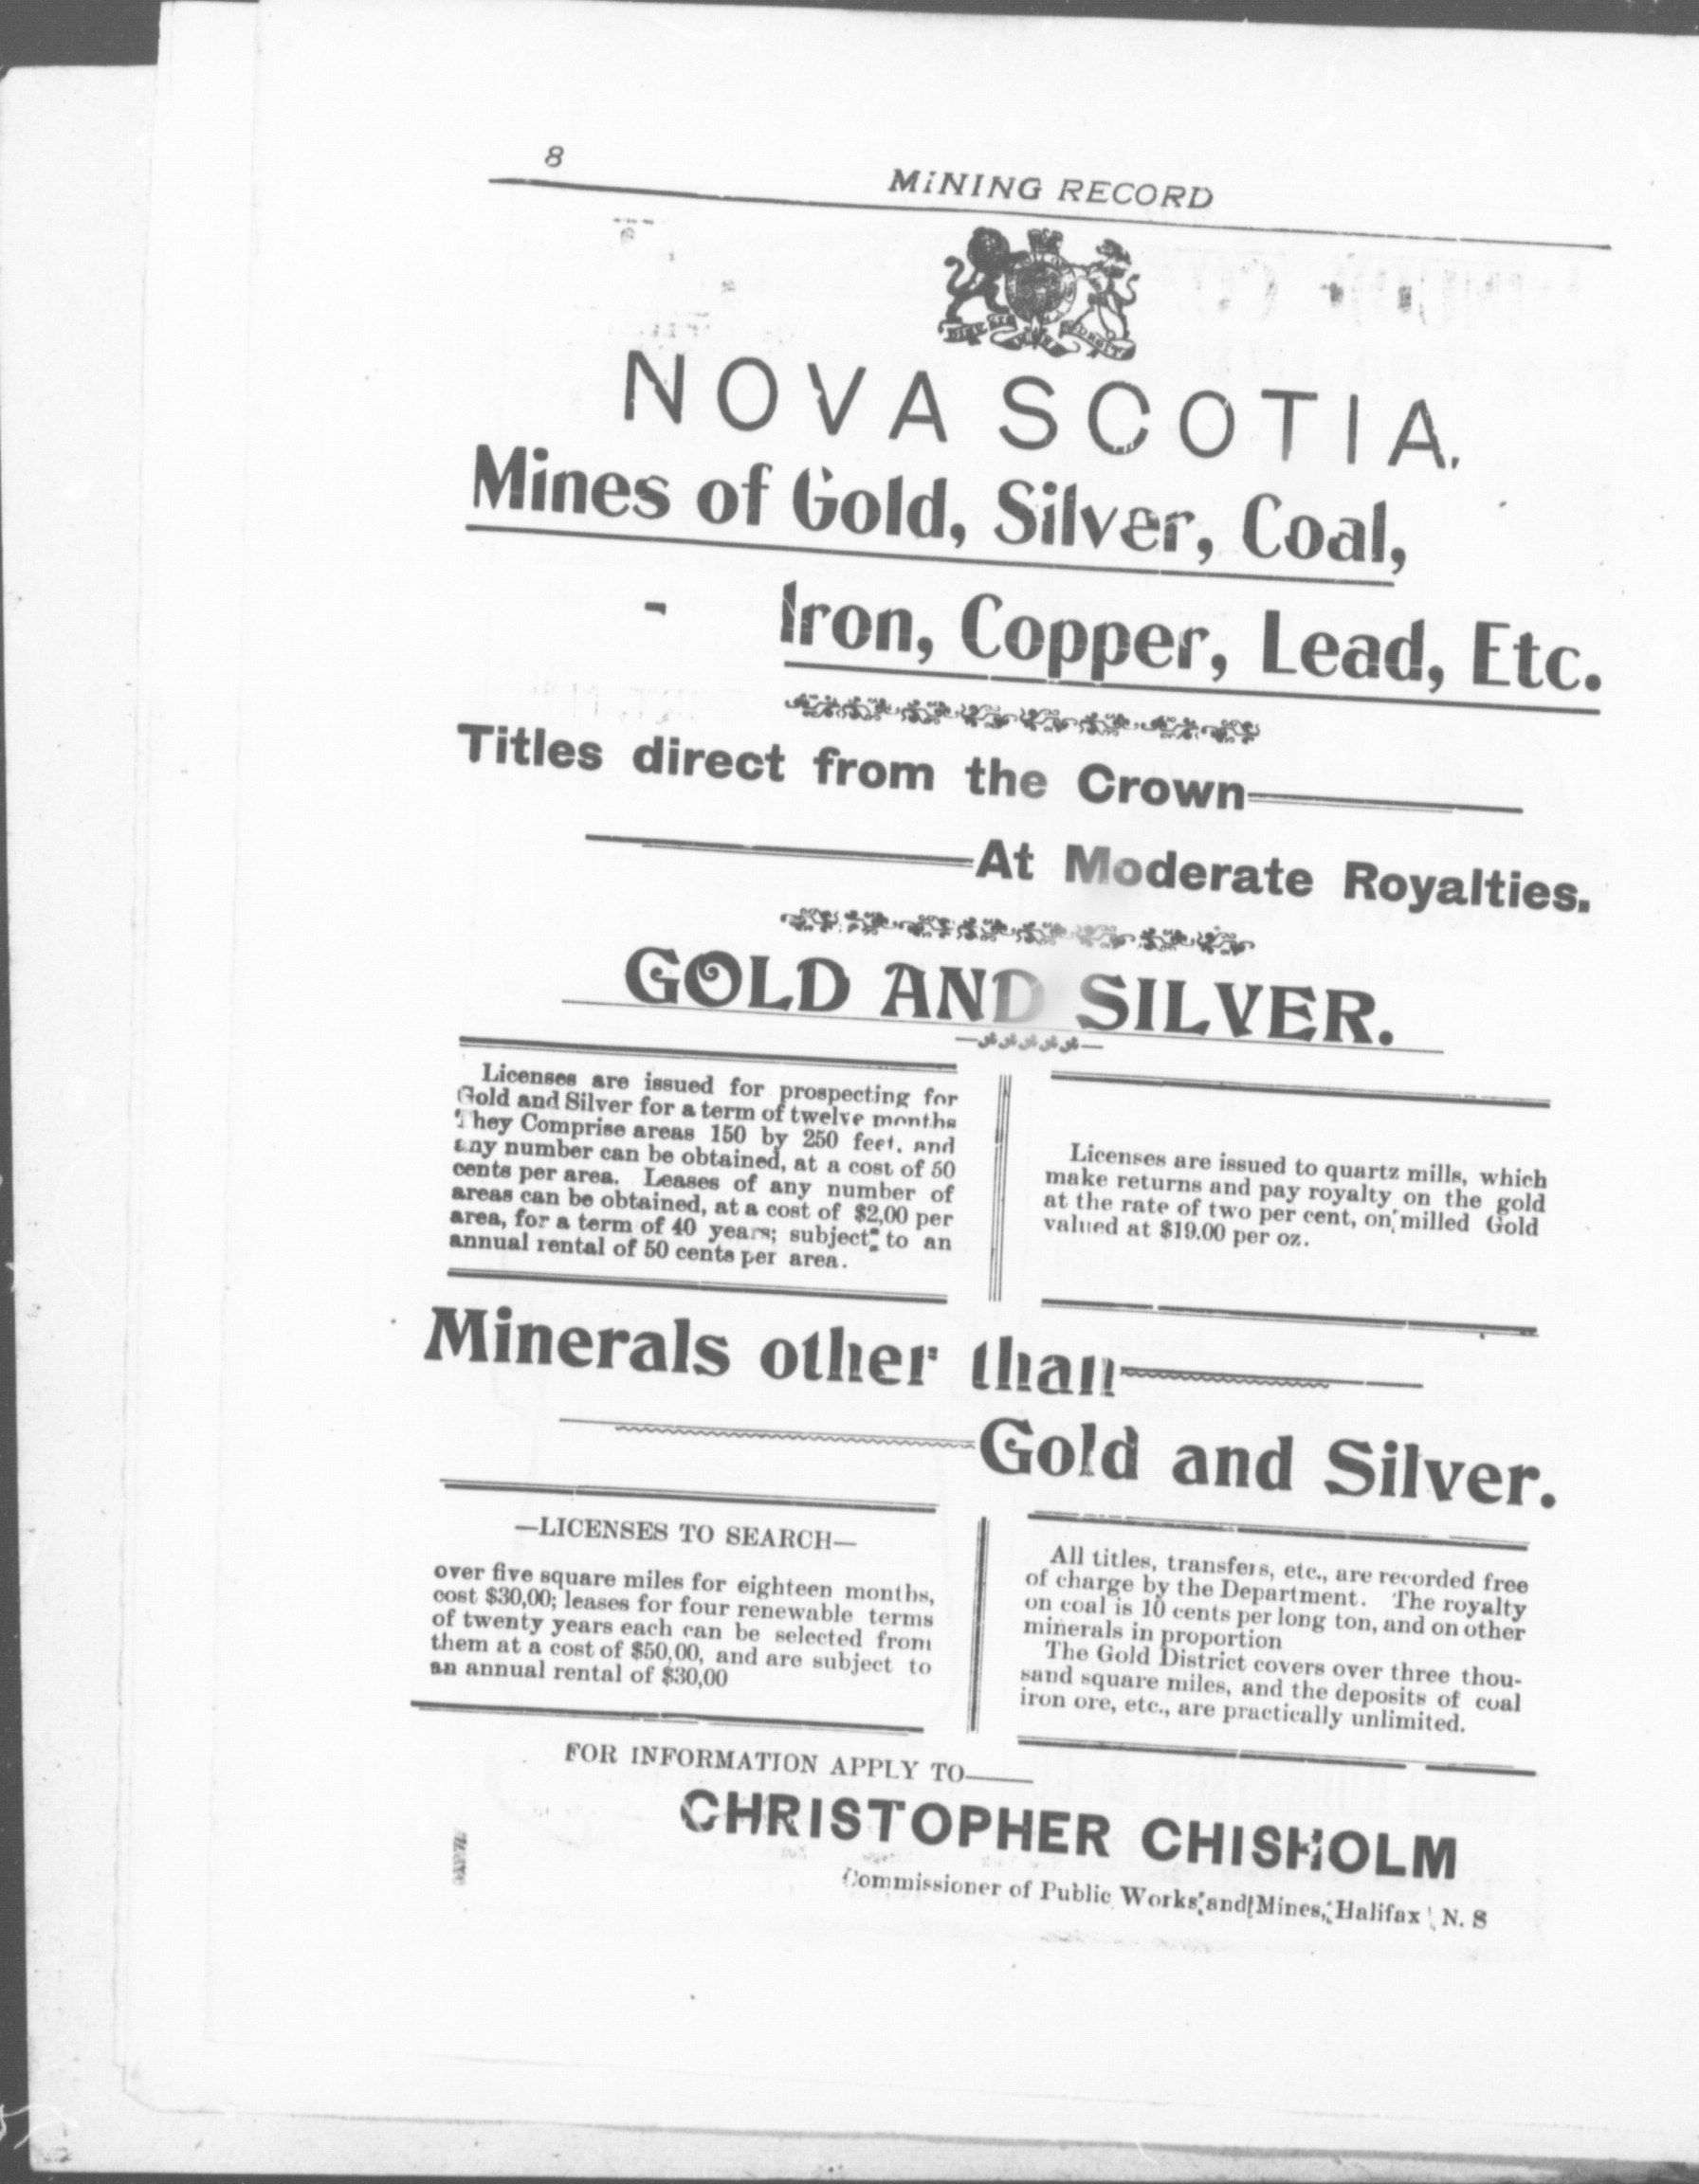 8
MINING RECORD
NOVA SCOTIA.
Mines of Gold, Silver, Coal,
- Iron, Copper, Lead, Etc.
Titles direct from the Crown
At Moderate Royalties.
GOLD AND SILVER.
Licenses are issued for prospecting for
Gold and Silver for a term of twelve months
They Comprise areas 150 by 250 feet, and
any number can be obtained, at a cost of 50
cents per area. Leases of any number of
areas can be obtained, at a cost of $2,00 per
area, for a term of 40 years; subject to an
annual rental of 50 cents per area.
Licenses are issued to quartz mills, which
make returns and pay royalty on the gold
at the rate of two per cent, on milled Gold
valued at $19.00 per oz.
Minerals other than
Gold and Silver.
—LICENSES TO SEARCH—
over five square miles for eighteen months,
cost $30,00; leases for four renewable terms
of twenty years each can be selected from
them at a cost of $50,00, and are subject to
an annual rental of $30,00
All titles, transfers, etc., are recorded free
of charge by the Department. The royalty
on coal is 10 cents per long ton, and on other
minerals in proportion
The Gold District covers over three thou-
sand square miles, and the deposits of coal
iron ore, etc., are practically unlimited.
FOR INFORMATION APPLY TO——
CHRISTOPHER CHISHOLM
Commissioner of Public Works and Mines, Halifax N. S